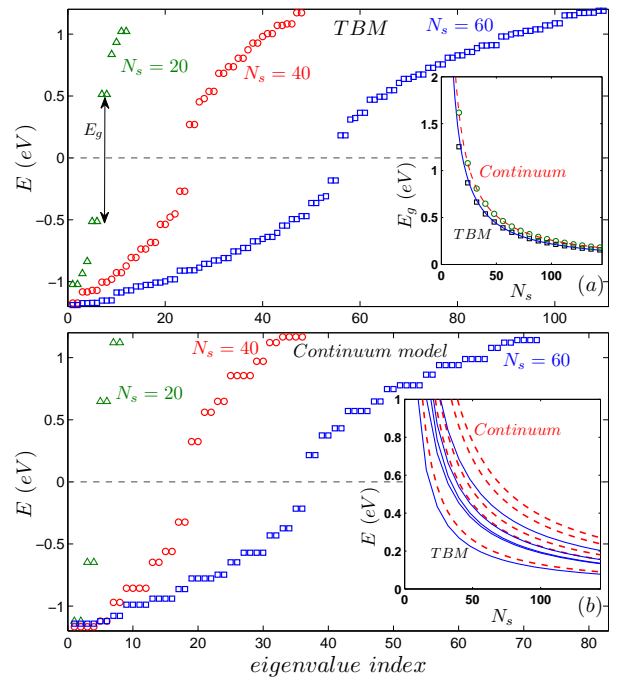 TBM
N_s = 60
N_s = 20
N_s = 40
E_g
E (eV)
1
0.5
0
−0.5
−1
0
20
40
60
80
100
2
1.5
1
0.5
0
E_g (eV)
Continuum
TBM
50
100
N_s
(a)
N_s = 40
Continuum model
N_s = 60
N_s = 20
E (eV)
1
0.5
0
−0.5
−1
1
0.8
0.6
0.4
0.2
0
E (eV)
Continuum
TBM
0
100
N_s
(b)
0
10
20
30
40
50
60
70
80
eigenvalue index